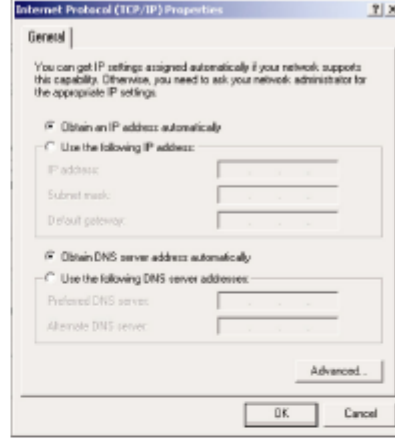 Internet Protocol (TCP/IP) Properties
General
You can get IP settings assigned automatically if your network supports
this capability. Otherwise, you need to ask your network administrator for
the appropriate IP settings.
Obtain an IP address automatically
Use the following IP address:
IP address:
Subnet mask:
Default gateway:
Obtain DNS server address automatically
Use the following DNS server addresses:
Preferred DNS server:
Alternate DNS server:
Advanced...
OK Cancel